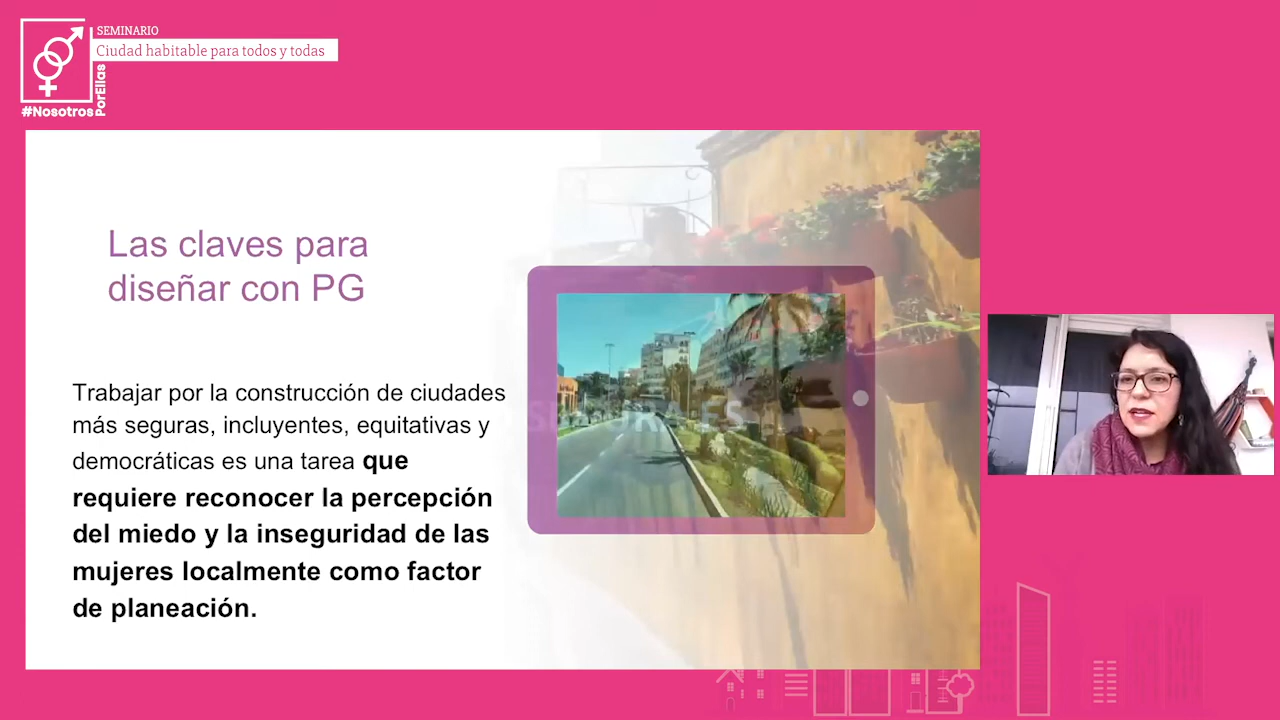 SEMINARIO
Ciudad habitable para todos y todas
#Nosotros
PorEllas
Las claves para
diseñar con PG
Trabajar por la construcción de ciudades
más seguras, incluyentes, equitativas y
democráticas es una tarea que
requiere reconocer la percepción
del miedo y la inseguridad de las
mujeres localmente como factor
de planeación.